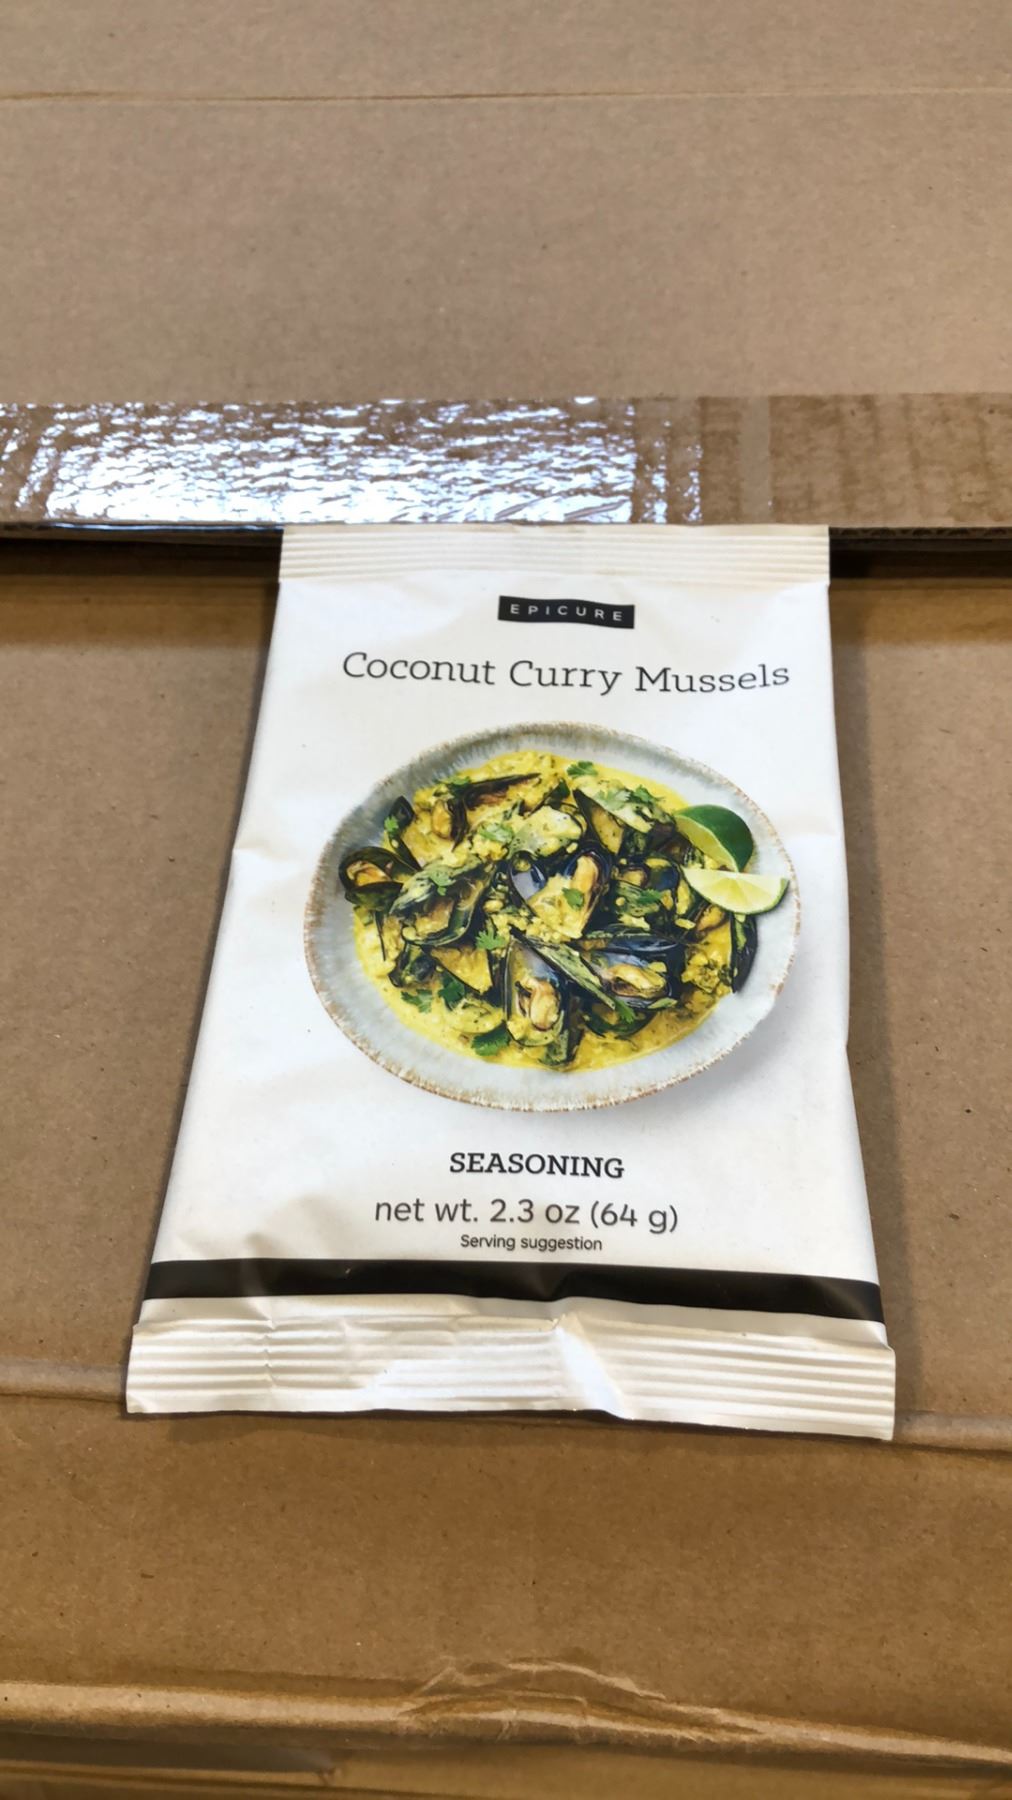 EPICURE
Coconut Curry Mussels
SEASONING
net wt. 2.3 oz (64 g)
Serving suggestion